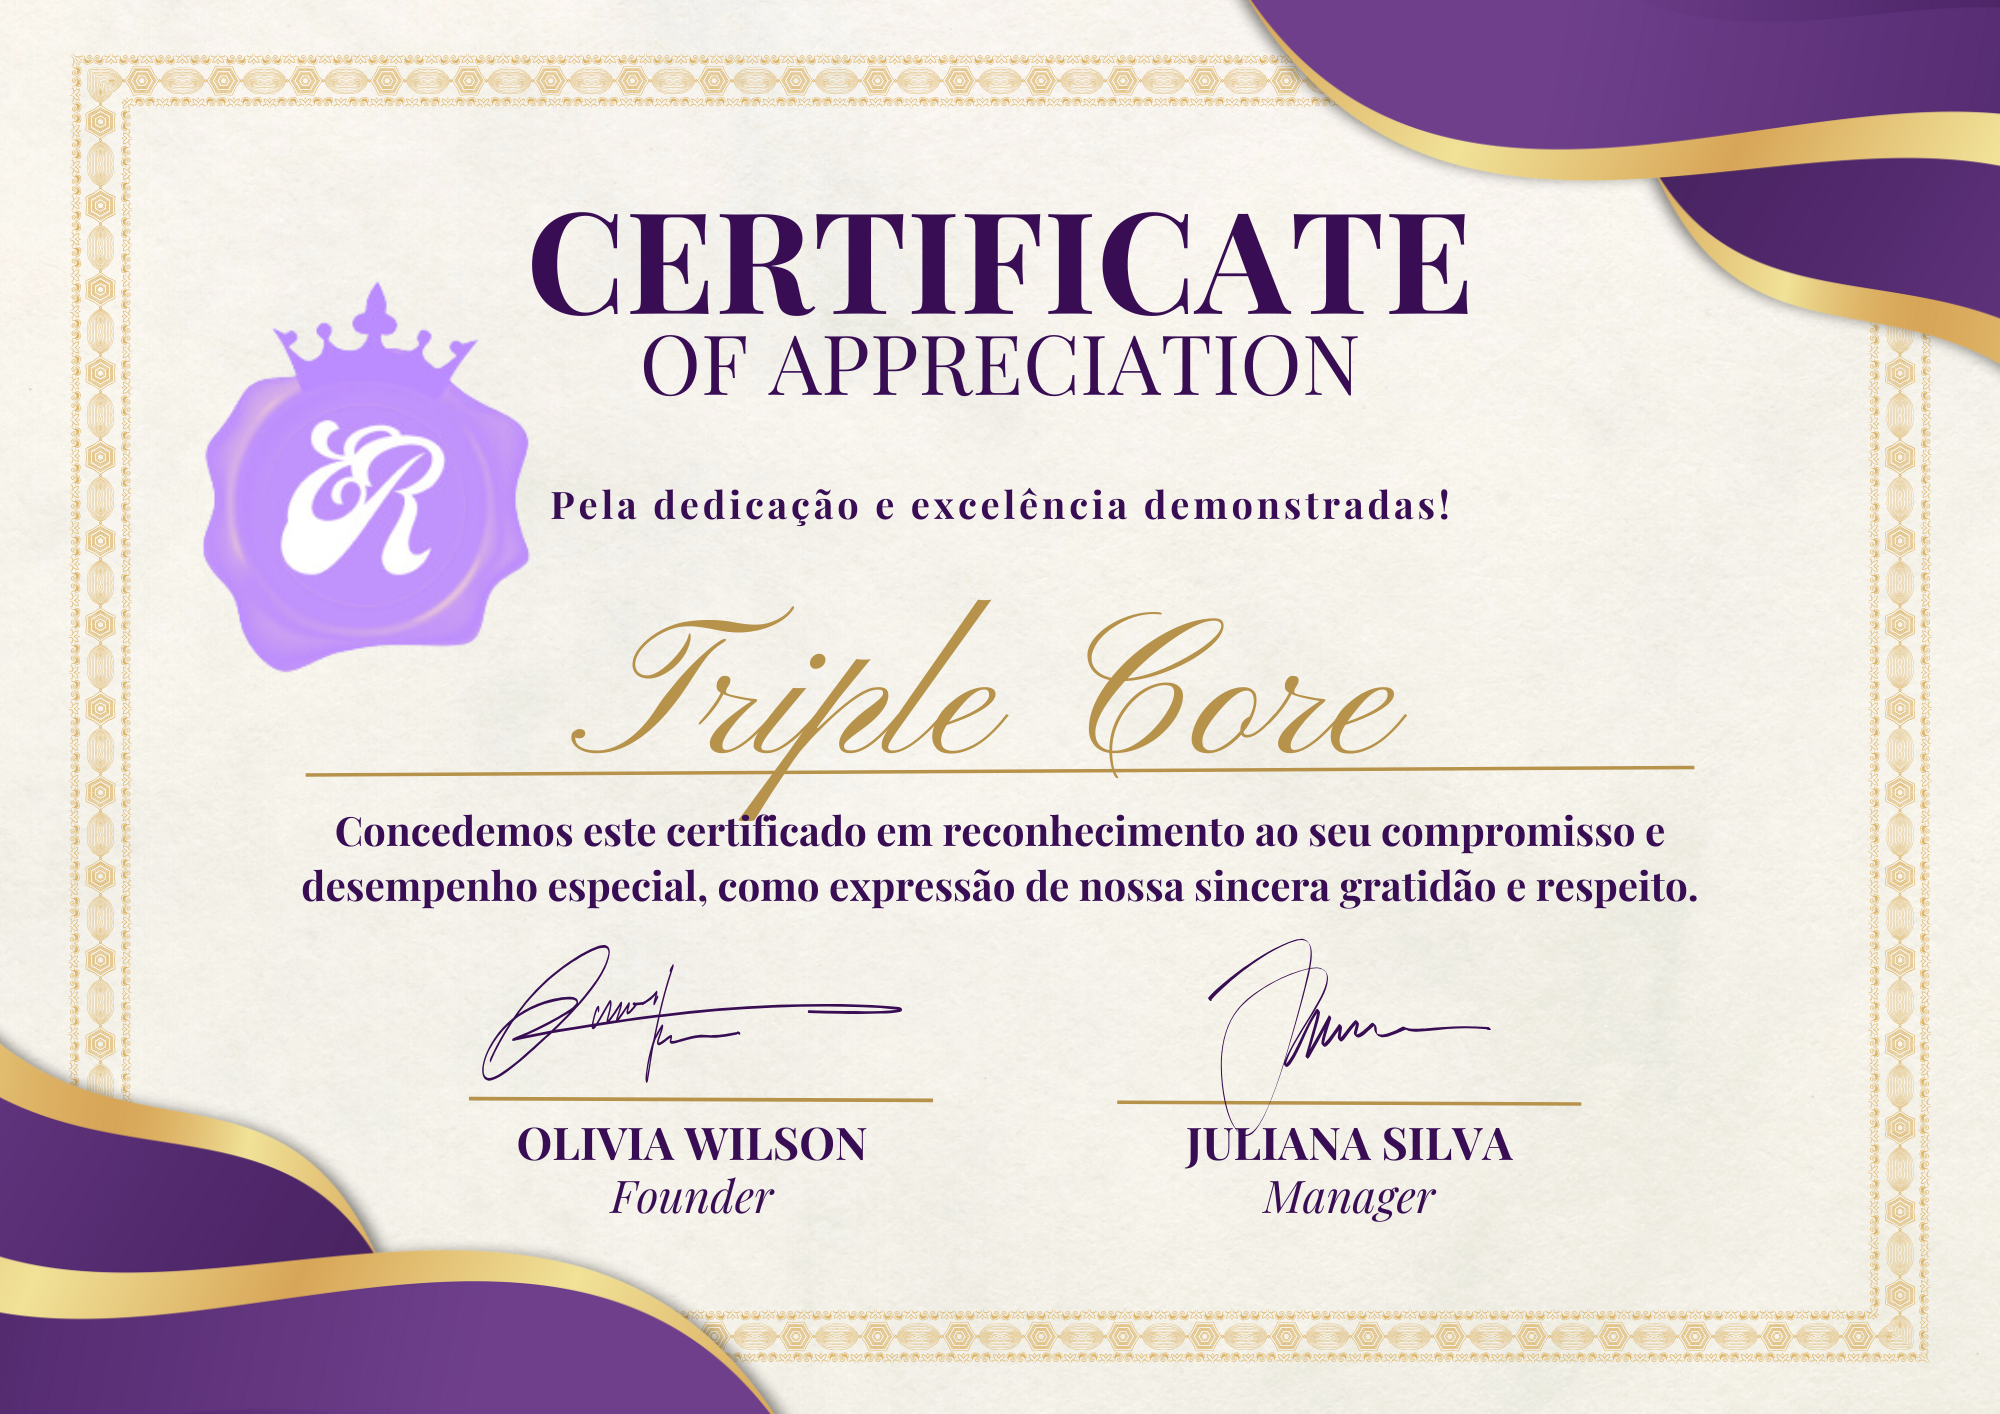 CERTIFICATE
OF APPRECIATION
ER
Pela dedicação e excelência demonstradas!
Triple Core
Concedemos este certificado em reconhecimento ao seu compromisso e
desempenho especial, como expressão de nossa sincera gratidão e respeito.
OLIVIA WILSON
Founder
JULIANA SILVA
Manager